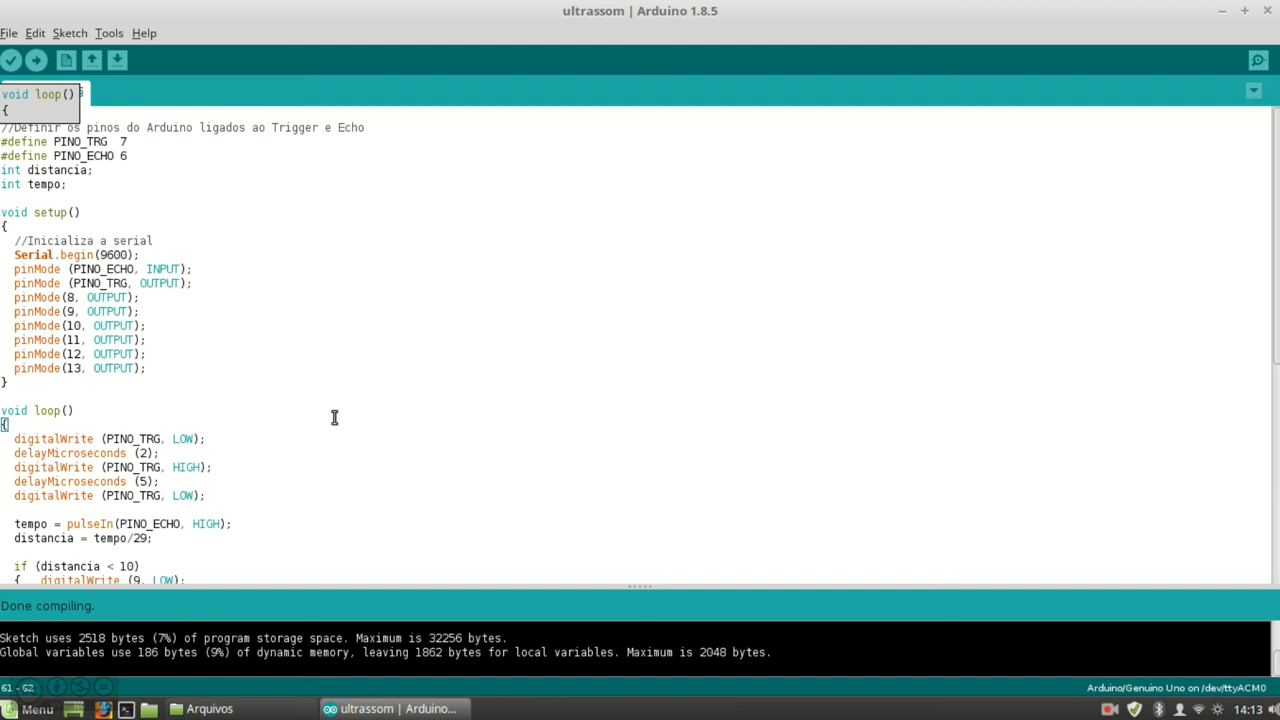 ultrassom | Arduino 1.8.5
File Edit Sketch Tools Help
void loop()
{
//Definir os pinos do Arduino ligados ao Trigger e Echo
#define PINO_TRG  7
#define PINO_ECHO 6
int distancia;
int tempo;
void setup()
{
//Inicializa a serial
Serial.begin(9600);
pinMode (PINO_ECHO, INPUT);
pinMode (PINO_TRG, OUTPUT);
pinMode(8, OUTPUT);
pinMode(9, OUTPUT);
pinMode(10, OUTPUT);
pinMode(11, OUTPUT);
pinMode(12, OUTPUT);
pinMode(13, OUTPUT);
}
void loop()
{
digitalWrite (PINO_TRG, LOW);
delayMicroseconds (2);
digitalWrite (PINO_TRG, HIGH);
delayMicroseconds (5);
digitalWrite (PINO_TRG, LOW);
tempo = pulseIn(PINO_ECHO, HIGH);
distancia = tempo/29;
if (distancia < 10)
{   digitalWrite (9, LOW);
Done compiling.
Sketch uses 2518 bytes (7%) of program storage space. Maximum is 32256 bytes.
Global variables use 186 bytes (9%) of dynamic memory, leaving 1862 bytes for local variables. Maximum is 2048 bytes.
61 - 62 Arduino/Genuino Uno on /dev/ttyACM0
Menu Arquivos ultrassom | Arduino... 14:13